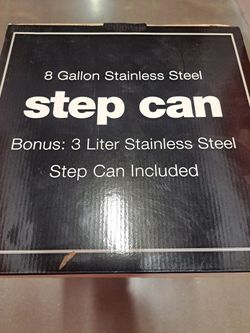 8 Gallon Stainless Steel
step can
Bonus: 3 Liter Stainless Steel
Step Can Included